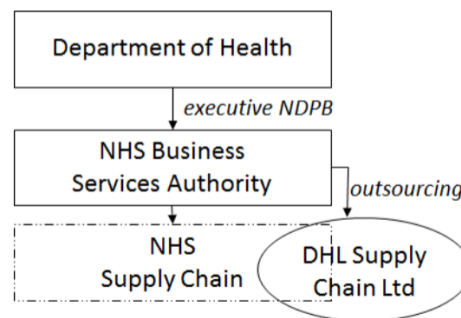 Department of Health
executive NDPB
NHS Business
Services Authority
outsourcing
NHS
Supply Chain
DHL Supply
Chain Ltd